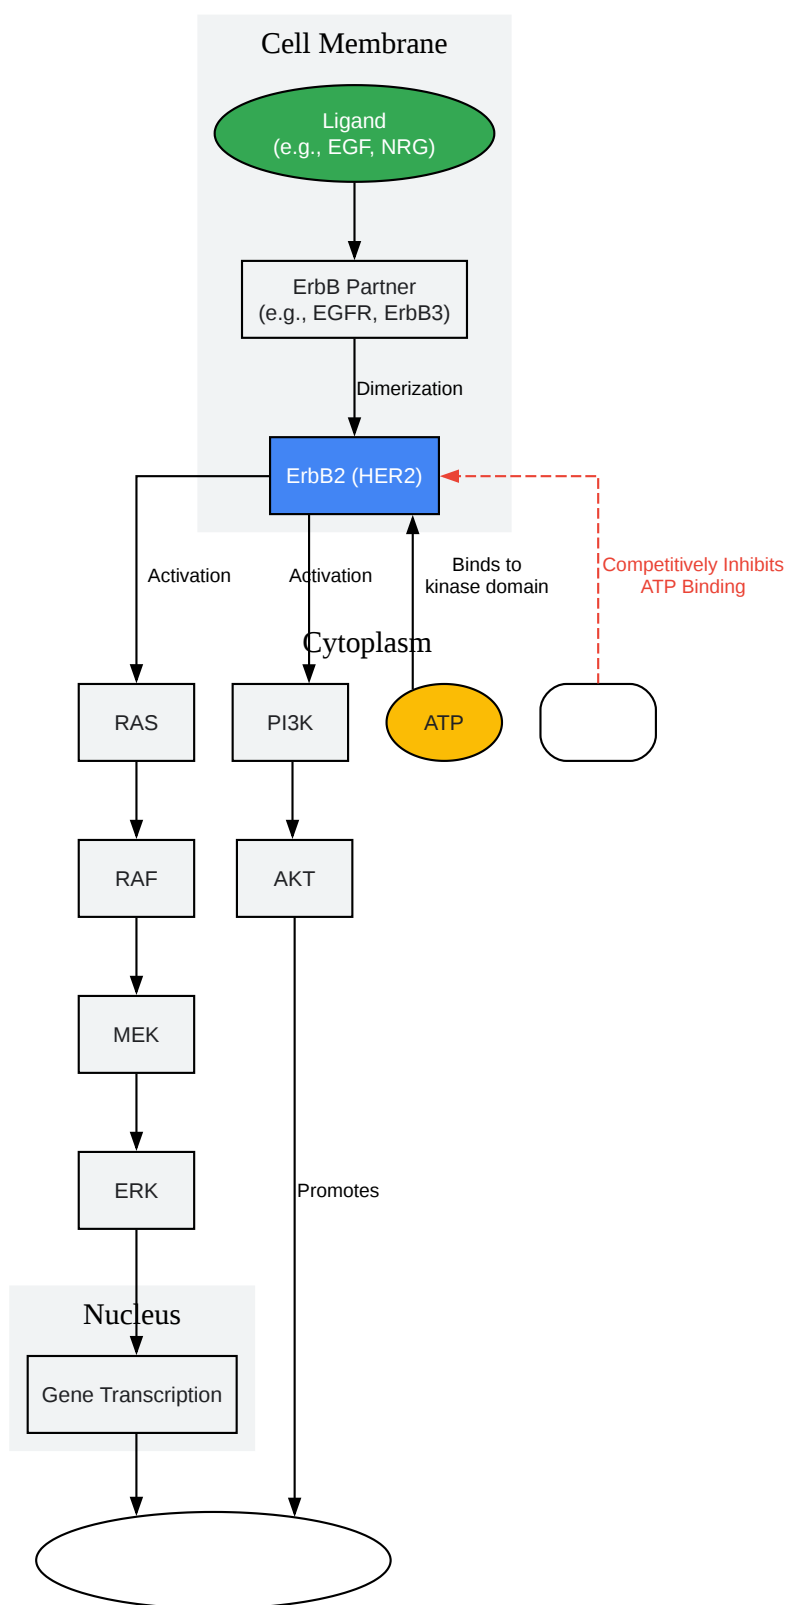 Cell Membrane
Ligand
(e.g., EGF, NRG)
ErbB Partner
(e.g., EGFR, ErbB3)
Dimerization
ErbB2 (HER2)
Activation
Activation
Binds to
kinase domain
Competitively Inhibits
ATP Binding
Cytoplasm
RAS
PI3K
ATP
RAF
AKT
MEK
ERK
Promotes
Nucleus
Gene Transcription